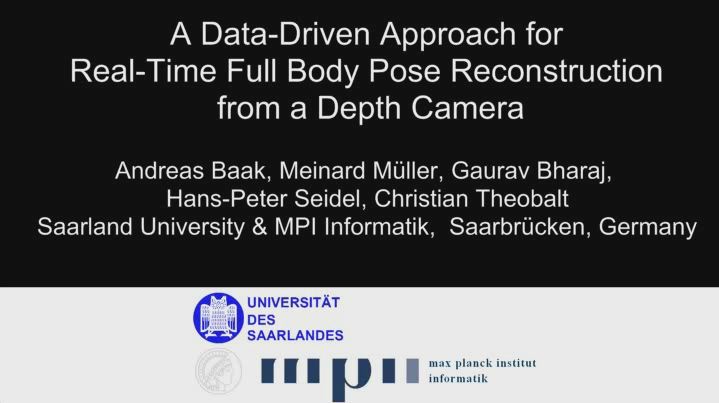 A Data-Driven Approach for
Real-Time Full Body Pose Reconstruction
from a Depth Camera
Andreas Baak, Meinard Müller, Gaurav Bharaj,
Hans-Peter Seidel, Christian Theobalt
Saarland University & MPI Informatik, Saarbrücken, Germany
UNIVERSITÄT
DES
SAARLANDES
mpii
max planck institut
informatik